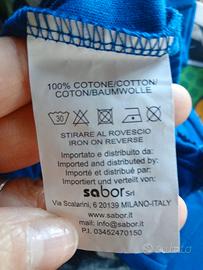 100% COTONE/COTTON/
COTON/BAUMWOLLE
30
STIRARE AL ROVESCIO
IRON ON REVERSE
Importato e distribuito da:
Imported and distributed by:
Importé et distribué par:
Importiert und verteilt von:
sabor Srl
Via Scalarini, 6 20139 MILANO-ITALY
www.sabor.it
e-mail: info@sabor.it
P.I. 03452470150
subito